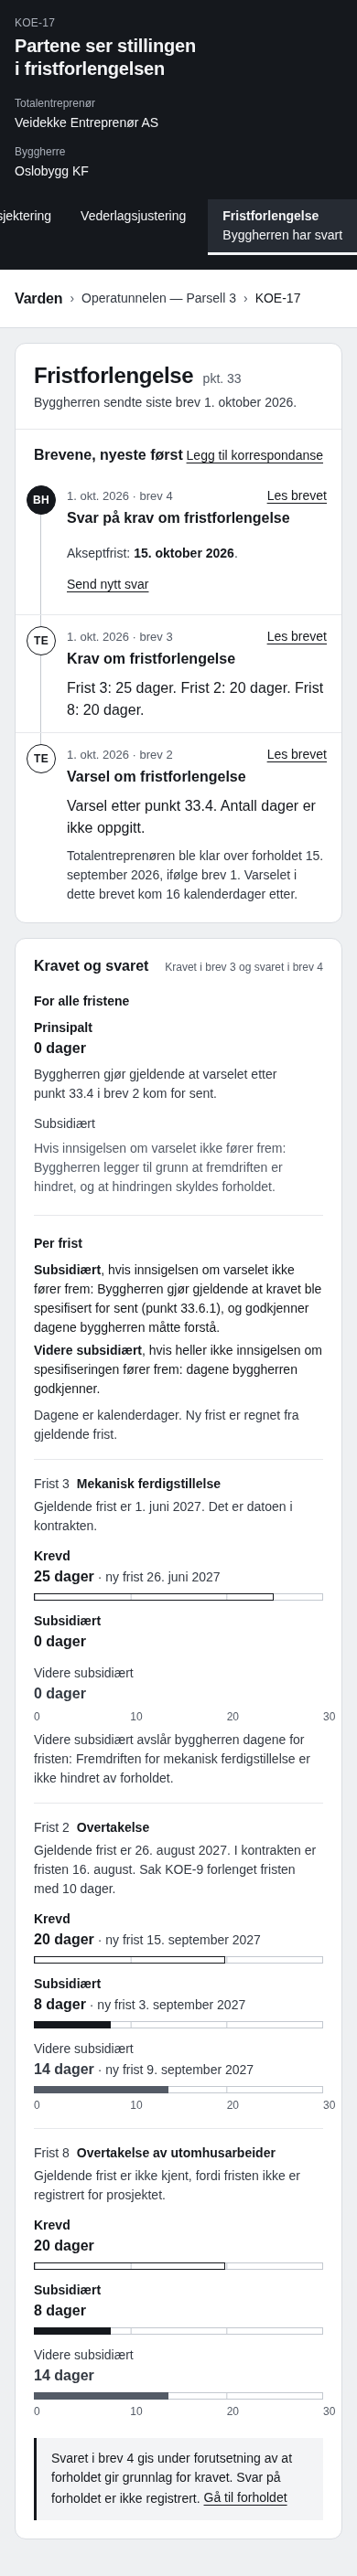 KOE-17
Partene ser stillingen
i fristforlengelsen
Totalentreprenør
Veidekke Entreprenør AS
Byggherre
Oslobygg KF
sjektering Vederlagsjustering Fristforlengelse
Byggherren har svart
Varden › Operatunnelen — Parsell 3 › KOE-17
Fristforlengelse pkt. 33
Byggherren sendte siste brev 1. oktober 2026.
Brevene, nyeste først Legg til korrespondanse
BH 1. okt. 2026 · brev 4 Les brevet
Svar på krav om fristforlengelse
Akseptfrist: 15. oktober 2026.
Send nytt svar
TE 1. okt. 2026 · brev 3 Les brevet
Krav om fristforlengelse
Frist 3: 25 dager. Frist 2: 20 dager. Frist
8: 20 dager.
TE 1. okt. 2026 · brev 2 Les brevet
Varsel om fristforlengelse
Varsel etter punkt 33.4. Antall dager er
ikke oppgitt.
Totalentreprenøren ble klar over forholdet 15.
september 2026, ifølge brev 1. Varselet i
dette brevet kom 16 kalenderdager etter.
Kravet og svaret Kravet i brev 3 og svaret i brev 4
For alle fristene
Prinsipalt
0 dager
Byggherren gjør gjeldende at varselet etter
punkt 33.4 i brev 2 kom for sent.
Subsidiært
Hvis innsigelsen om varselet ikke fører frem:
Byggherren legger til grunn at fremdriften er
hindret, og at hindringen skyldes forholdet.
Per frist
Subsidiært, hvis innsigelsen om varselet ikke
fører frem: Byggherren gjør gjeldende at kravet ble
spesifisert for sent (punkt 33.6.1), og godkjenner
dagene byggherren måtte forstå.
Videre subsidiært, hvis heller ikke innsigelsen om
spesifiseringen fører frem: dagene byggherren
godkjenner.
Dagene er kalenderdager. Ny frist er regnet fra
gjeldende frist.
Frist 3 Mekanisk ferdigstillelse
Gjeldende frist er 1. juni 2027. Det er datoen i
kontrakten.
Krevd
25 dager · ny frist 26. juni 2027
Subsidiært
0 dager
Videre subsidiært
0 dager
0 10 20 30
Videre subsidiært avslår byggherren dagene for
fristen: Fremdriften for mekanisk ferdigstillelse er
ikke hindret av forholdet.
Frist 2 Overtakelse
Gjeldende frist er 26. august 2027. I kontrakten er
fristen 16. august. Sak KOE-9 forlenget fristen
med 10 dager.
Krevd
20 dager · ny frist 15. september 2027
Subsidiært
8 dager · ny frist 3. september 2027
Videre subsidiært
14 dager · ny frist 9. september 2027
0 10 20 30
Frist 8 Overtakelse av utomhusarbeider
Gjeldende frist er ikke kjent, fordi fristen ikke er
registrert for prosjektet.
Krevd
20 dager
Subsidiært
8 dager
Videre subsidiært
14 dager
0 10 20 30
Svaret i brev 4 gis under forutsetning av at
forholdet gir grunnlag for kravet. Svar på
forholdet er ikke registrert. Gå til forholdet